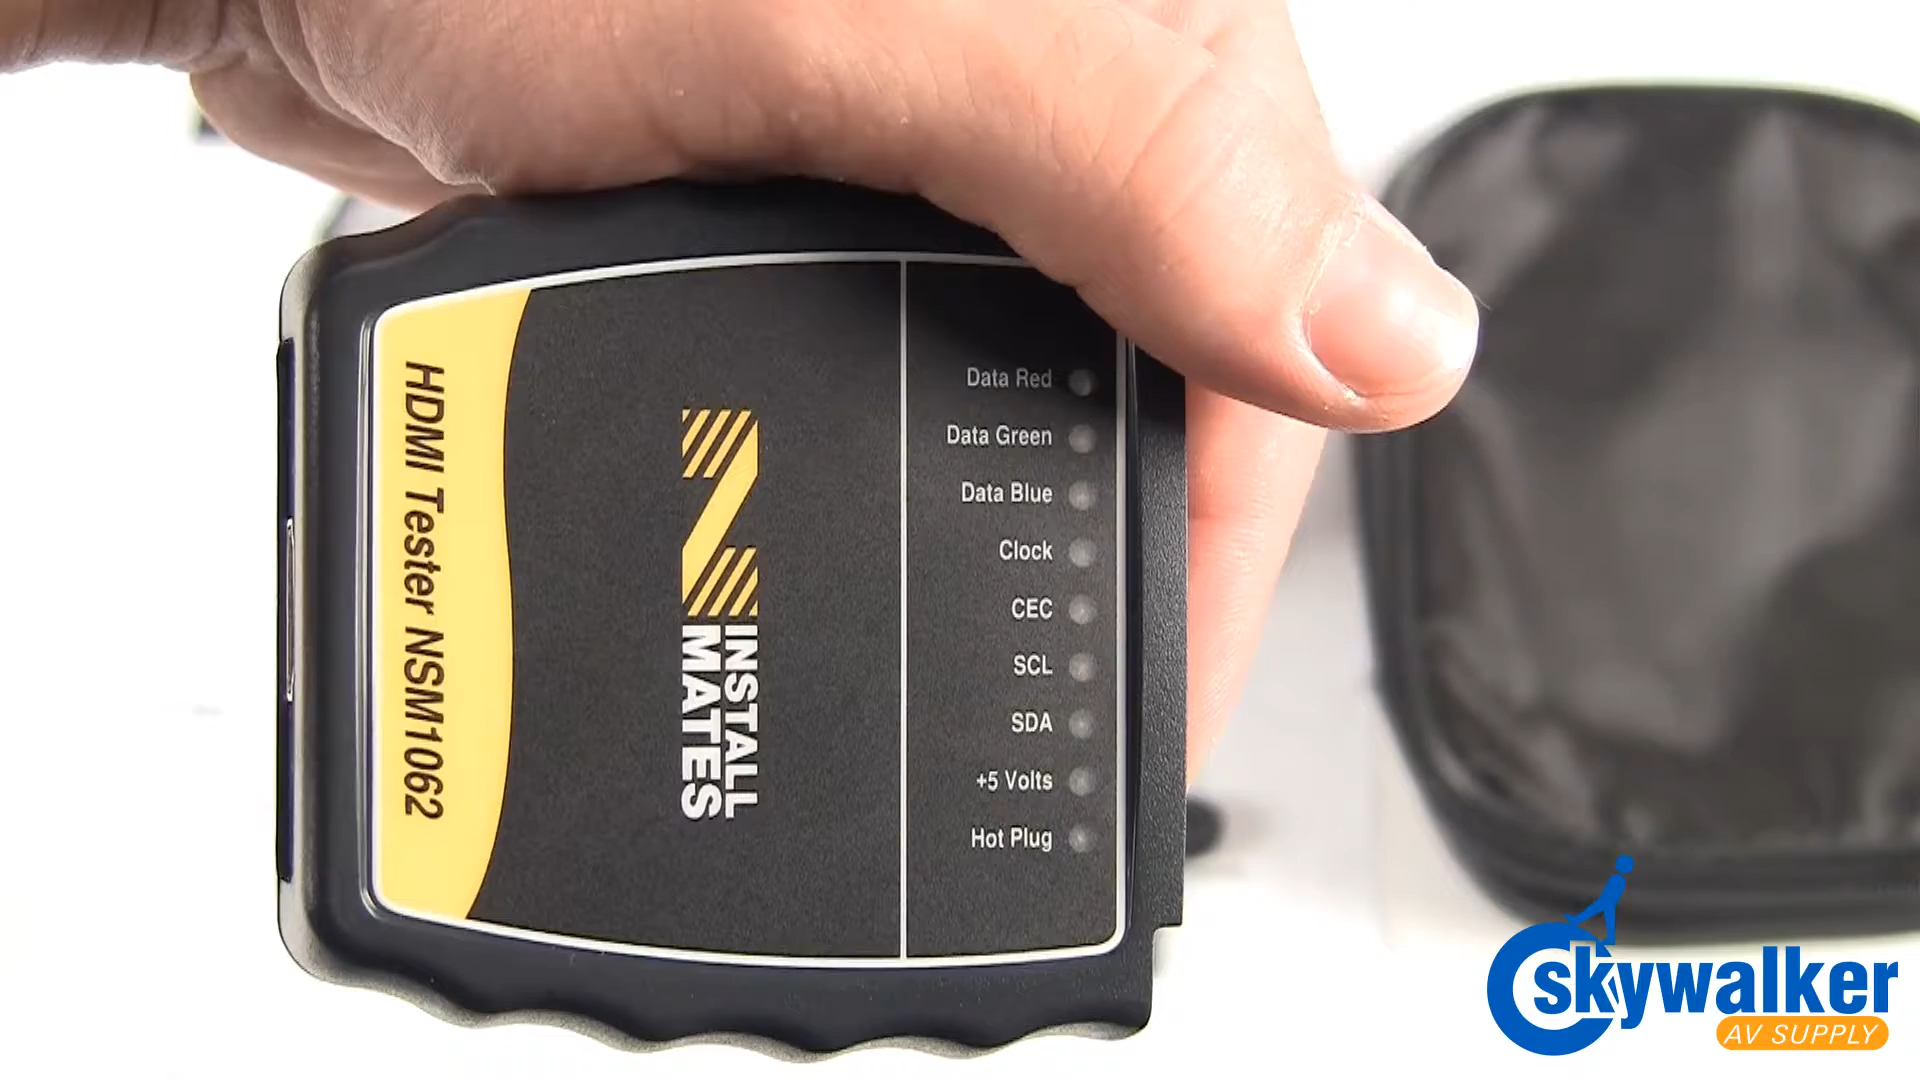 HDMI Tester NSM1062
INSTALL
MATES
Data Red
Data Green
Data Blue
Clock
CEC
SCL
SDA
+5 Volts
Hot Plug
skywalker
AV SUPPLY